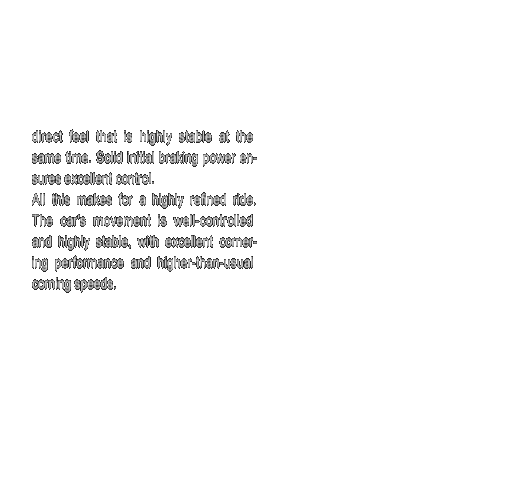 direct feel that is highly stable at the
same time. Solid initial braking power en-
sures excellent control.
All this makes for a highly refined ride.
The car's movement is well-controlled
and highly stable, with excellent corner-
ing performance and higher-than-usual
coming speeds.